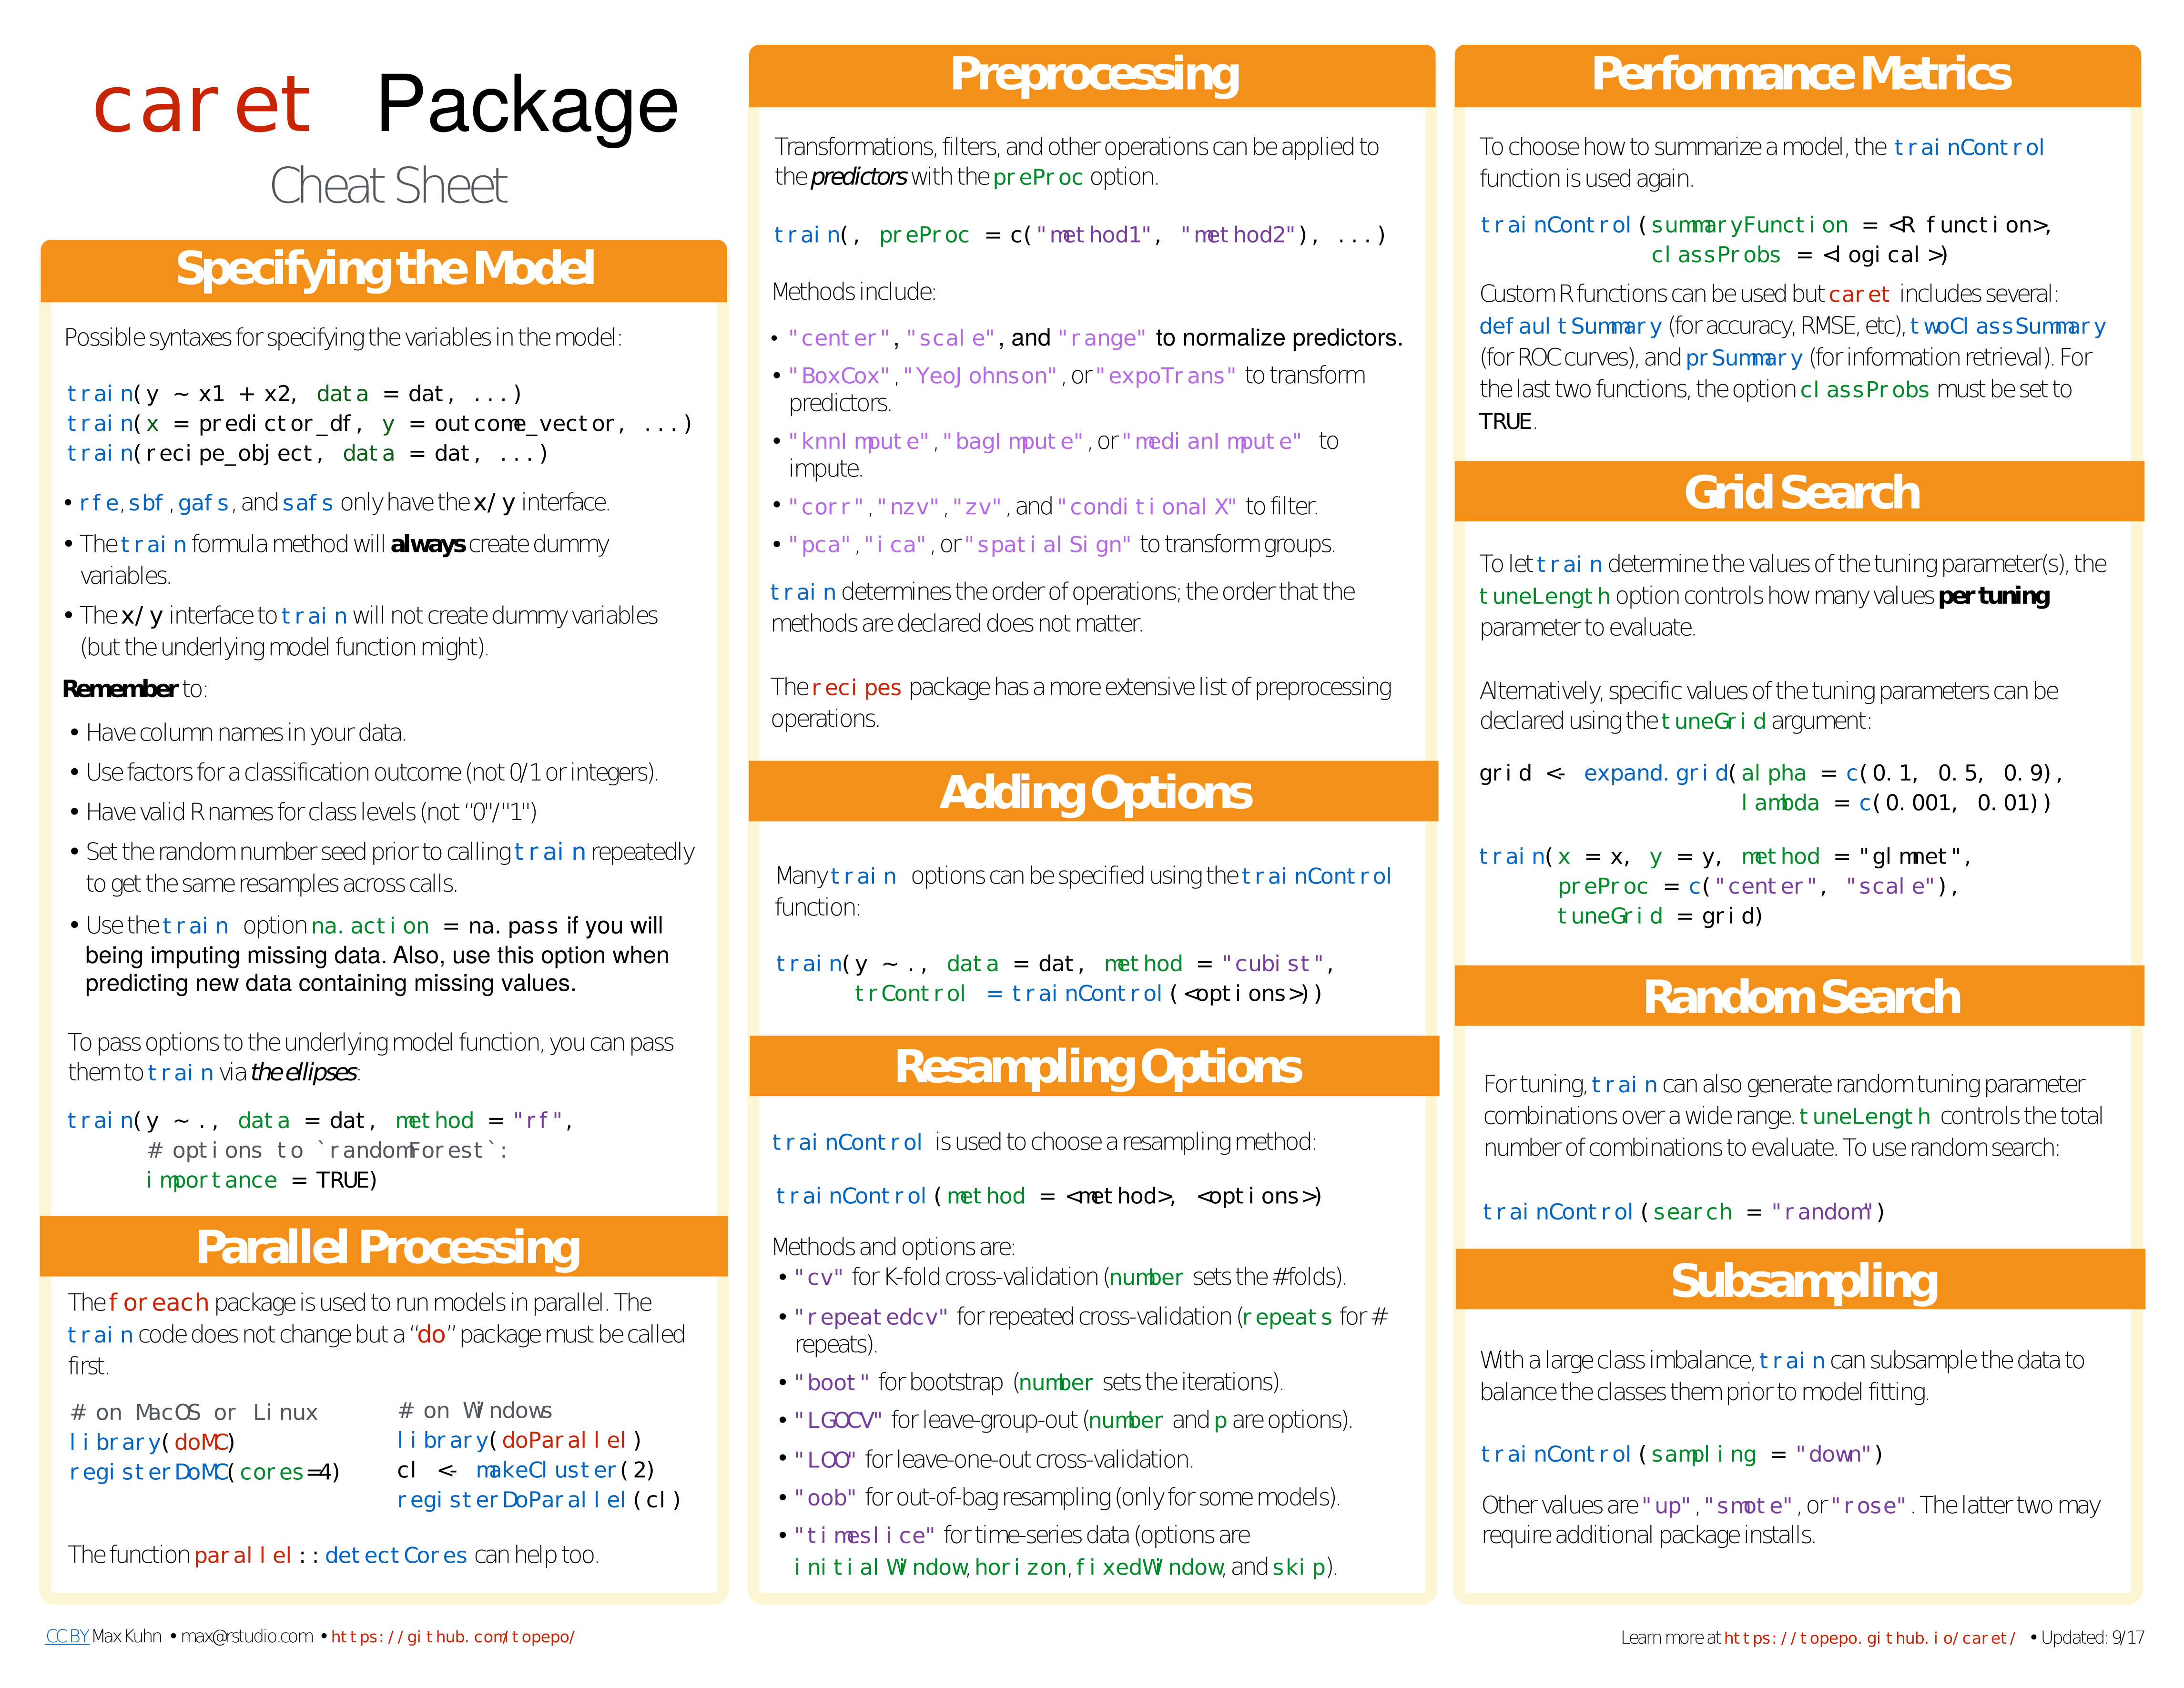 caret Package
Cheat Sheet
Specifying the Model
Possible syntaxes for specifying the variables in the model:
train(y ~ x1 + x2, data = dat, ...)
train(x = predictor_df, y = outcome_vector, ...)
train(recipe_object, data = dat, ...)
• rfe, sbf, gafs, and safs only have the x/y interface.
• The train formula method will always create dummy
variables.
• The x/y interface to train will not create dummy variables
(but the underlying model function might).
Remember to:
• Have column names in your data.
• Use factors for a classification outcome (not 0/1 or integers).
• Have valid R names for class levels (not “0"/"1")
• Set the random number seed prior to calling train repeatedly
to get the same resamples across calls.
• Use the train option na.action = na.pass if you will
being imputing missing data. Also, use this option when
predicting new data containing missing values.
To pass options to the underlying model function, you can pass
them to train via the ellipses:
train(y ~ ., data = dat, method = "rf",
# options to `randomForest`:
importance = TRUE)
Parallel Processing
The foreach package is used to run models in parallel. The
train code does not change but a “do” package must be called
first.
# on MacOS or Linux
library(doMC)
registerDoMC(cores=4)
# on Windows
library(doParallel)
cl <- makeCluster(2)
registerDoParallel(cl)
The function parallel::detectCores can help too.
Preprocessing
Transformations, filters, and other operations can be applied to
the predictors with the preProc option.
train(, preProc = c("method1", "method2"), ...)
Methods include:
• "center", "scale", and "range" to normalize predictors.
• "BoxCox", "YeoJohnson", or "expoTrans" to transform
predictors.
• "knnImpute", "bagImpute", or "medianImpute" to
impute.
• "corr", "nzv", "zv", and "conditionalX" to filter.
• "pca", "ica", or "spatialSign" to transform groups.
train determines the order of operations; the order that the
methods are declared does not matter.
The recipes package has a more extensive list of preprocessing
operations.
Adding Options
Many train options can be specified using the trainControl
function:
train(y ~ ., data = dat, method = "cubist",
trControl = trainControl(<options>))
Resampling Options
trainControl is used to choose a resampling method:
trainControl(method = <method>, <options>)
Methods and options are:
• "cv" for K-fold cross-validation (number sets the # folds).
• "repeatedcv" for repeated cross-validation (repeats for #
repeats).
• "boot" for bootstrap (number sets the iterations).
• "LGOCV" for leave-group-out (number and p are options).
• "LOO" for leave-one-out cross-validation.
• "oob" for out-of-bag resampling (only for some models).
• "timeslice" for time-series data (options are
initialWindow, horizon, fixedWindow, and skip).
Performance Metrics
To choose how to summarize a model, the trainControl
function is used again.
trainControl(summaryFunction = <R function>,
classProbs = <logical>)
Custom R functions can be used but caret includes several:
defaultSummary (for accuracy, RMSE, etc), twoClassSummary
(for ROC curves), and prSummary (for information retrieval). For
the last two functions, the option classProbs must be set to
TRUE.
Grid Search
To let train determine the values of the tuning parameter(s), the
tuneLength option controls how many values per tuning
parameter to evaluate.
Alternatively, specific values of the tuning parameters can be
declared using the tuneGrid argument:
grid <- expand.grid(alpha = c(0.1, 0.5, 0.9),
lambda = c(0.001, 0.01))
train(x = x, y = y, method = "glmnet",
preProc = c("center", "scale"),
tuneGrid = grid)
Random Search
For tuning, train can also generate random tuning parameter
combinations over a wide range. tuneLength controls the total
number of combinations to evaluate. To use random search:
trainControl(search = "random")
Subsampling
With a large class imbalance, train can subsample the data to
balance the classes them prior to model fitting.
trainControl(sampling = "down")
Other values are "up", "smote", or "rose". The latter two may
require additional package installs.
CC BY Max Kuhn • max@rstudio.com • https://github.com/topepo/
Learn more at https://topepo.github.io/caret/ • Updated: 9/17